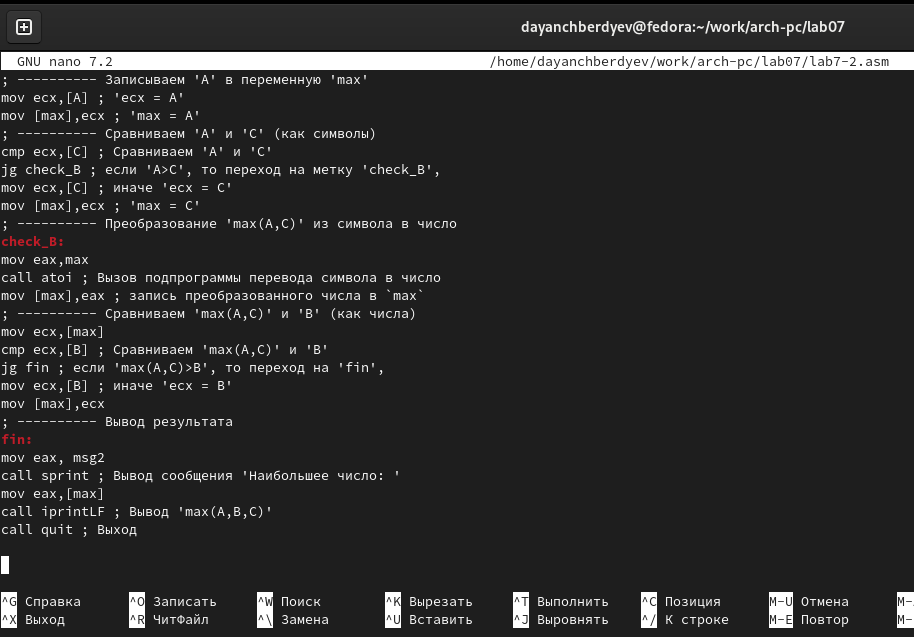 dayanchberdyev@fedora:~/work/arch-pc/lab07
GNU nano 7.2 /home/dayanchberdyev/work/arch-pc/lab07/lab7-2.asm
; ---------- Записываем 'A' в переменную 'max'
mov ecx,[A] ; 'ecx = A'
mov [max],ecx ; 'max = A'
; ---------- Сравниваем 'A' и 'С' (как символы)
cmp ecx,[C] ; Сравниваем 'A' и 'С'
jg check_B ; если 'A>C', то переход на метку 'check_B',
mov ecx,[C] ; иначе 'ecx = C'
mov [max],ecx ; 'max = C'
; ---------- Преобразование 'max(A,C)' из символа в число
check_B:
mov eax,max
call atoi ; Вызов подпрограммы перевода символа в число
mov [max],eax ; запись преобразованного числа в `max`
; ---------- Сравниваем 'max(A,C)' и 'B' (как числа)
mov ecx,[max]
cmp ecx,[B] ; Сравниваем 'max(A,C)' и 'B'
jg fin ; если 'max(A,C)>B', то переход на 'fin',
mov ecx,[B] ; иначе 'ecx = B'
mov [max],ecx
; ---------- Вывод результата
fin:
mov eax, msg2
call sprint ; Вывод сообщения 'Наибольшее число: '
mov eax,[max]
call iprintLF ; Вывод 'max(A,B,C)'
call quit ; Выход
^G Справка ^O Записать ^W Поиск ^K Вырезать ^T Выполнить ^C Позиция M-U Отмена M-
^X Выход ^R ЧитФайл ^\ Замена ^U Вставить ^J Выровнять ^/ К строке M-E Повтор M-